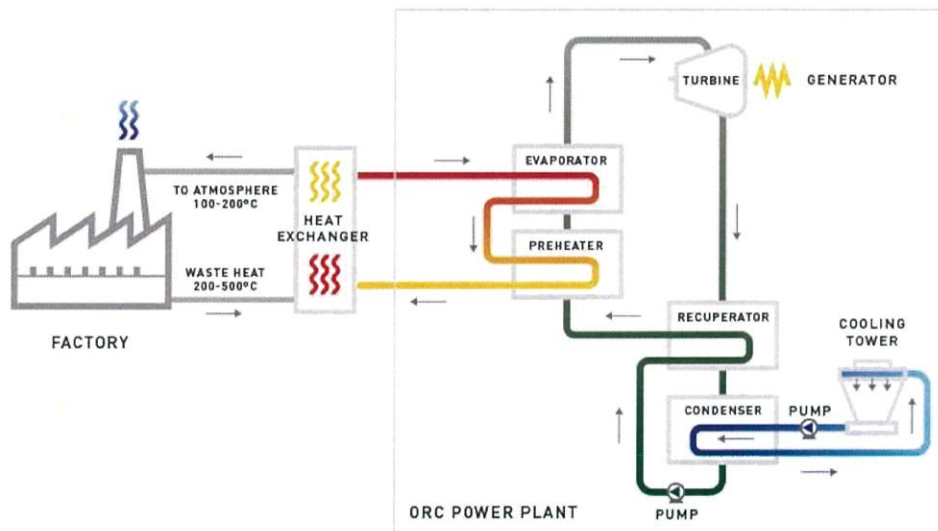 TURBINE
GENERATOR
EVAPORATOR
TO ATMOSPHERE
100-200°C
HEAT
EXCHANGER
PREHEATER
WASTE HEAT
200-500°C
FACTORY
RECUPERATOR
COOLING
TOWER
CONDENSER
PUMP
PUMP
ORC POWER PLANT